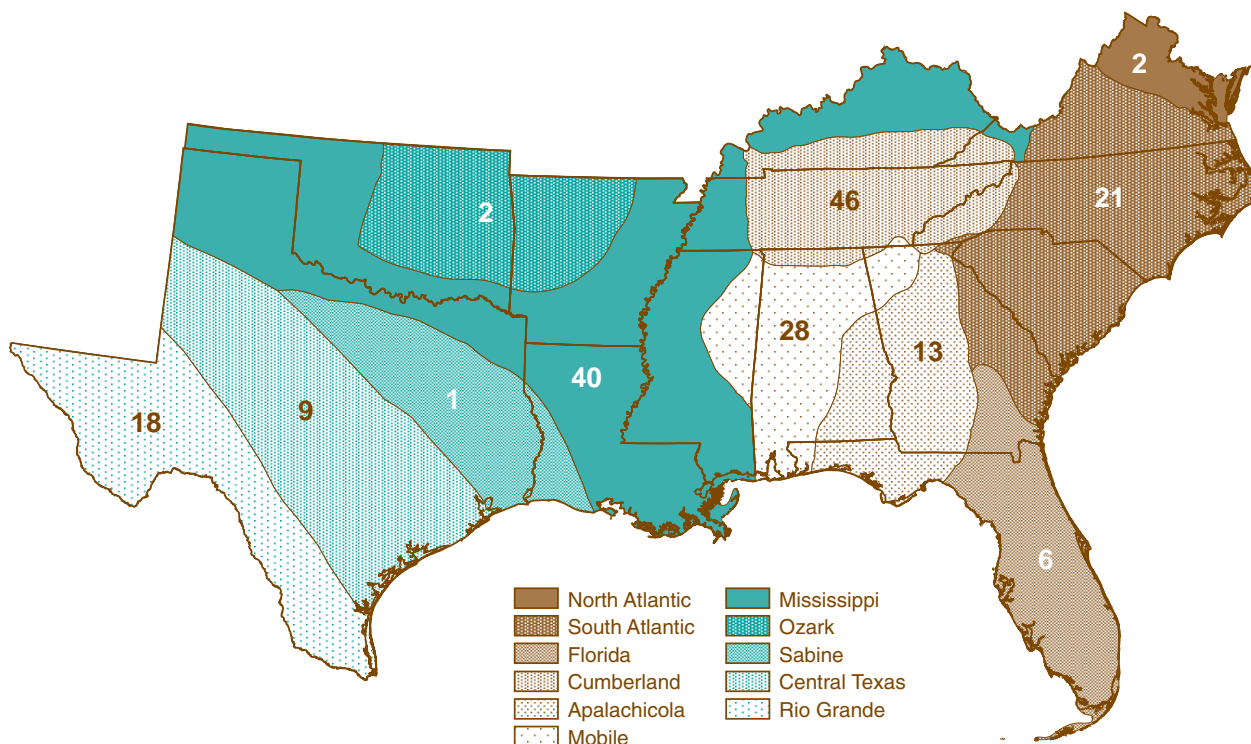 2
2
46
21
28
13
40
1
9
18
6
North Atlantic
South Atlantic
Florida
Cumberland
Apalachicola
Mobile
Mississippi
Ozark
Sabine
Central Texas
Rio Grande